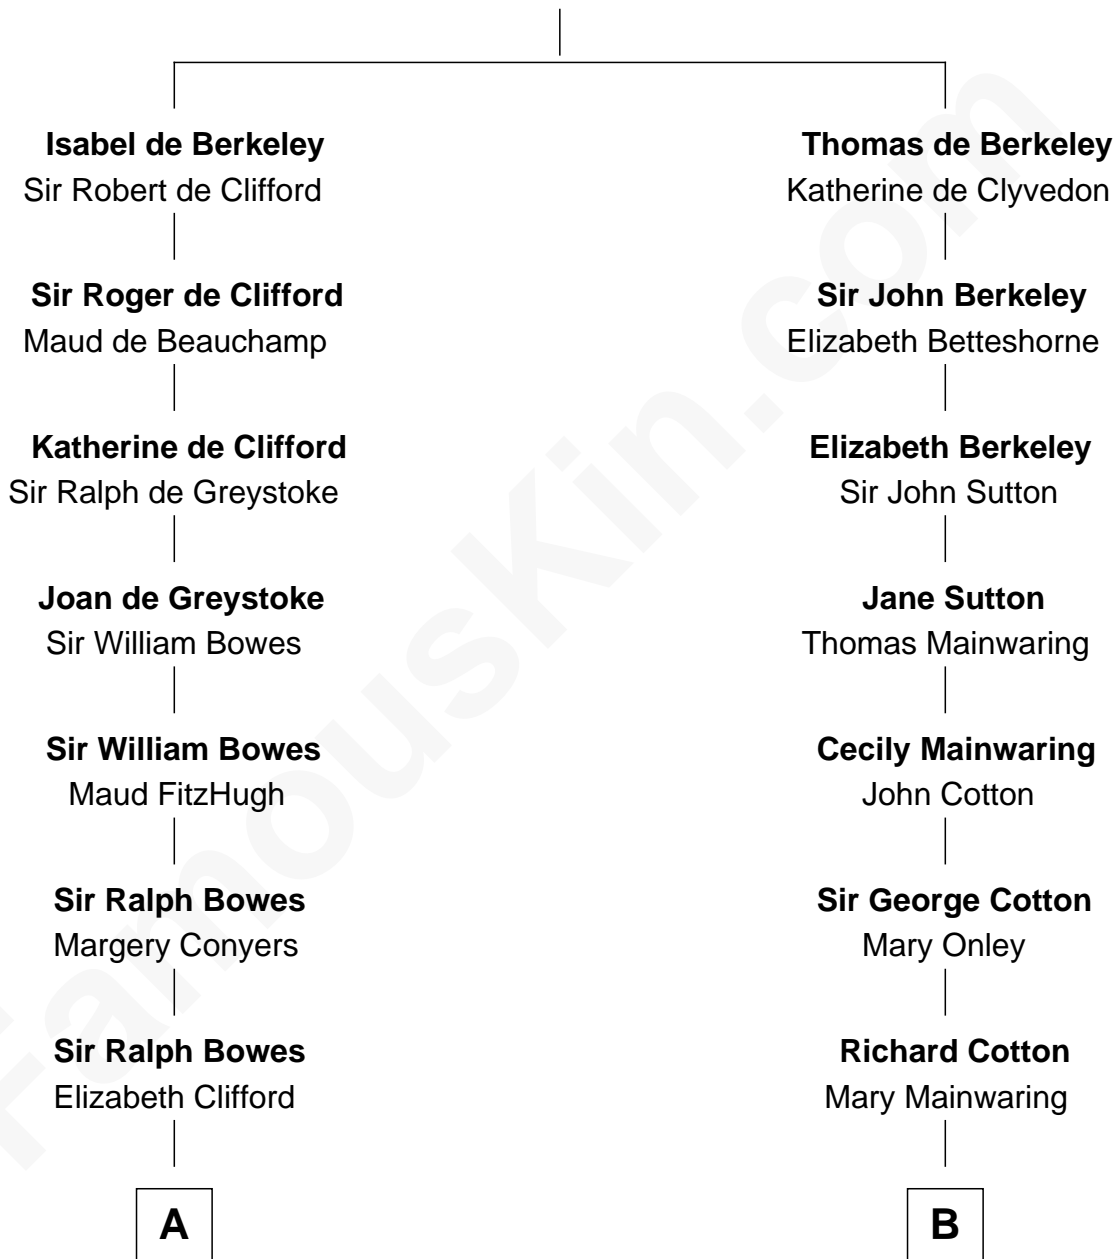 Isabel de Berkeley
Sir Robert de Clifford
Sir Roger de Clifford
Maud de Beauchamp
Katherine de Clifford
Sir Ralph de Greystoke
Joan de Greystoke
Sir William Bowes
Sir William Bowes
Maud FitzHugh
Sir Ralph Bowes
Margery Conyers
Sir Ralph Bowes
Elizabeth Clifford
A
Thomas de Berkeley
Katherine de Clyvedon
Sir John Berkeley
Elizabeth Betteshorne
Elizabeth Berkeley
Sir John Sutton
Jane Sutton
Thomas Mainwaring
Cecily Mainwaring
John Cotton
Sir George Cotton
Mary Onley
Richard Cotton
Mary Mainwaring
B
FamousKin.com